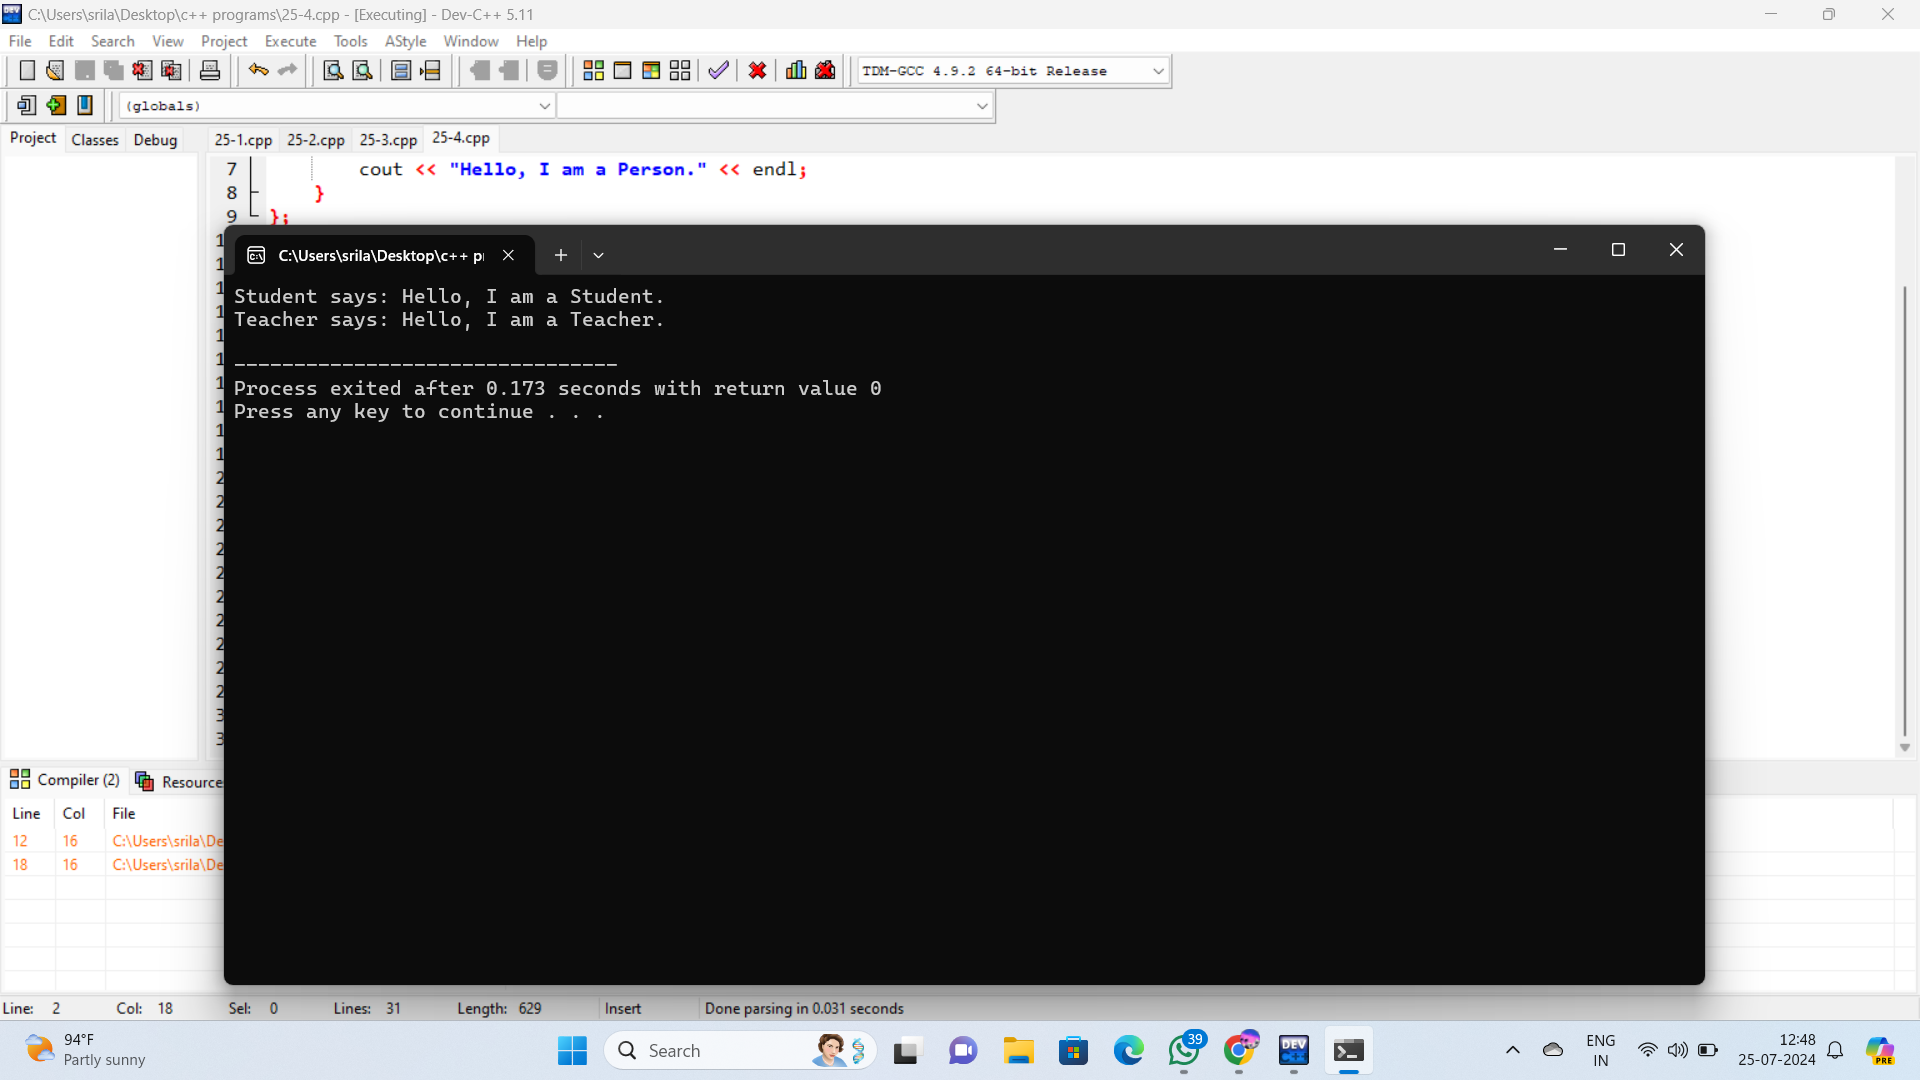 C:\Users\srila\Desktop\c++ programs\25-4.cpp - [Executing] - Dev-C++ 5.11
File Edit Search View Project Execute Tools AStyle Window Help
TDM-GCC 4.9.2 64-bit Release
(globals)
Project Classes Debug 25-1.cpp 25-2.cpp 25-3.cpp 25-4.cpp
7 cout << "Hello, I am a Person." << endl;
8 }
9 };
C:\Users\srila\Desktop\c++ p
Student says: Hello, I am a Student.
Teacher says: Hello, I am a Teacher.
--------------------------------
Process exited after 0.173 seconds with return value 0
Press any key to continue . . .
Compiler (2) Resource
Line Col File
12 16 C:\Users\srila\De
18 16 C:\Users\srila\De
Line: 2 Col: 18 Sel: 0 Lines: 31 Length: 629 Insert Done parsing in 0.031 seconds
94°F
Partly sunny
Search
39
DEV
C++
PRE
ENG
IN
12:48
25-07-2024